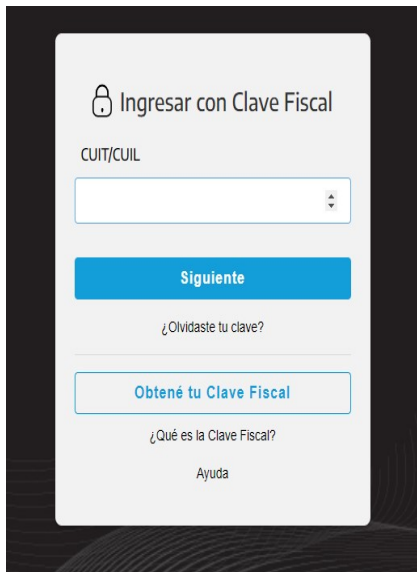 Ingresar con Clave Fiscal
CUIT/CUIL
Siguiente
¿Olvidaste tu clave?
Obtené tu Clave Fiscal
¿Qué es la Clave Fiscal?
Ayuda